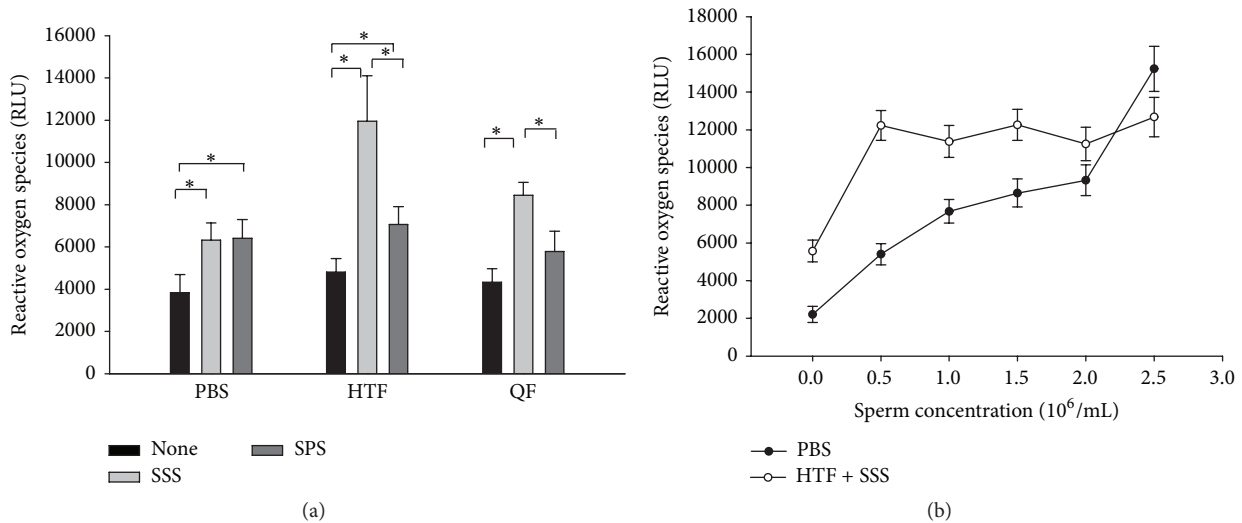 16000
14000
12000
10000
8000
6000
4000
2000
0
Reactive oxygen species (RLU)
*
*
*
*
*
*
*
PBS
HTF
QF
None
SPS
SSS
(a)
18000
16000
14000
12000
10000
8000
6000
4000
2000
0
Reactive oxygen species (RLU)
0.0 0.5 1.0 1.5 2.0 2.5 3.0
Sperm concentration (10⁶/mL)
PBS
HTF + SSS
(b)